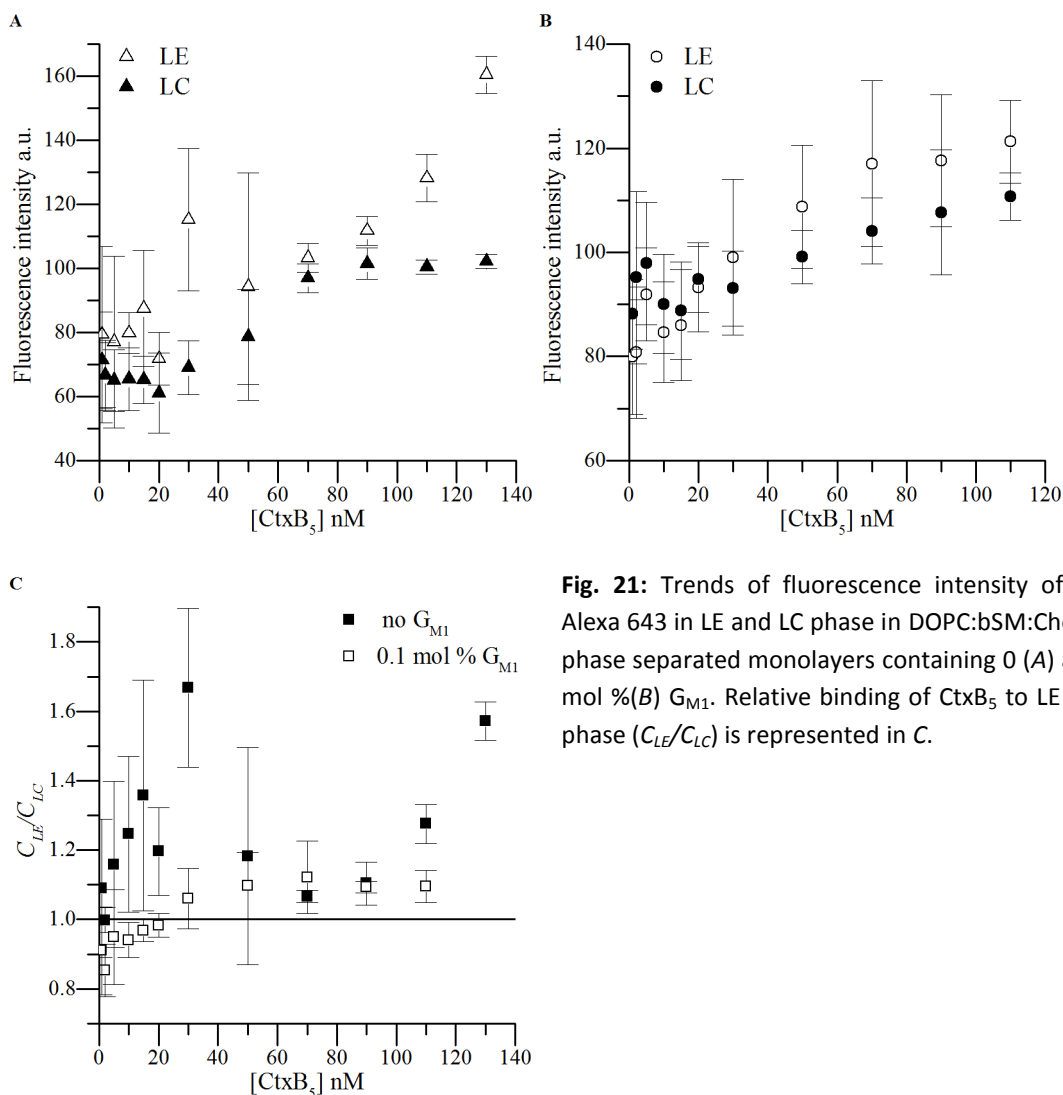 A
△ LE
▲ LC
Fluorescence intensity a.u.
160
140
120
100
80
60
40
0 20 40 60 80 100 120 140
[CtxB5] nM
B
○ LE
● LC
Fluorescence intensity a.u.
140
120
100
80
60
0 20 40 60 80 100 120
[CtxB5] nM
C
■ no GM1
□ 0.1 mol % GM1
CLE/CLC
1.8
1.6
1.4
1.2
1.0
0.8
0 20 40 60 80 100 120 140
[CtxB5] nM
Fig. 21: Trends of fluorescence intensity of
Alexa 643 in LE and LC phase in DOPC:bSM:Ch
phase separated monolayers containing 0 (A)
mol %(B) GM1. Relative binding of CtxB5 to LE
phase (CLE/CLC) is represented in C.